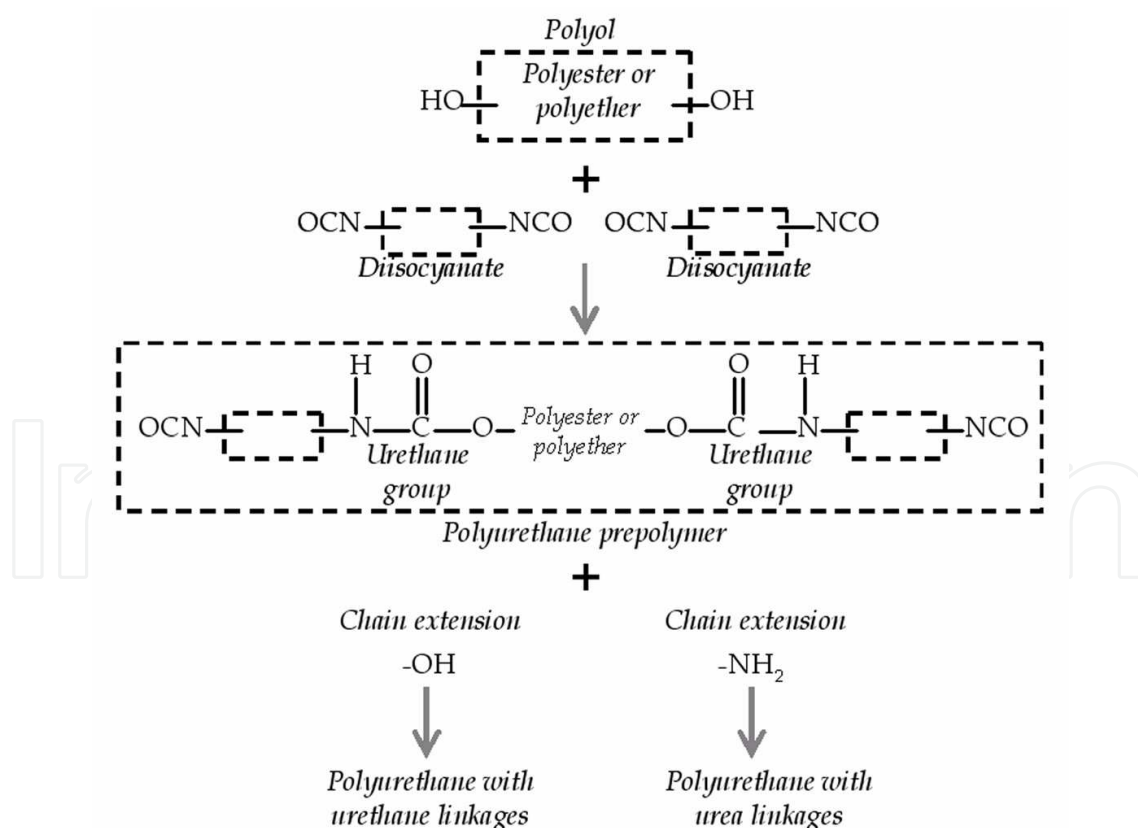 Polyol
Polyester or
polyether
HO
OH
+
OCN
NCO
OCN
NCO
Diisocyanate
Diisocyanate
H
O
O
H
OCN
N
C
O
Polyester or
polyether
O
C
N
NCO
Urethane
group
Urethane
group
Polyurethane prepolymer
+
Chain extension
Chain extension
-OH
-NH₂
Polyurethane with
urethane linkages
Polyurethane with
urea linkages